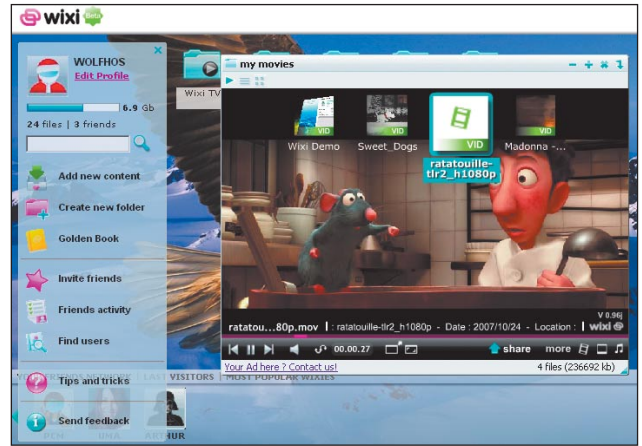 wixi Beta
WOLFHOS
Edit Profile
6.9 Gb
24 files | 3 friends
Add new content
Create new folder
Golden Book
Invite friends
Friends activity
Find users
Tips and tricks
Send feedback
Wixi TV
my movies
VID
VID
VID
VID
Wixi Demo
Sweet_Dogs
ratatouille-
tlr2_h1080p
Madonna -...
V 0.96j
ratatou...80p.mov | : ratatouille-tlr2_h1080p - Date : 2007/10/24 - Location : | wixi
00.00.27
share
more
Your Ad here ? Contact us!
4 files (236692 kb)
FRIENDS NETWORK | LAST VISITORS | MOST POPULAR WIXIES
PCM
UNA
ARTHUR